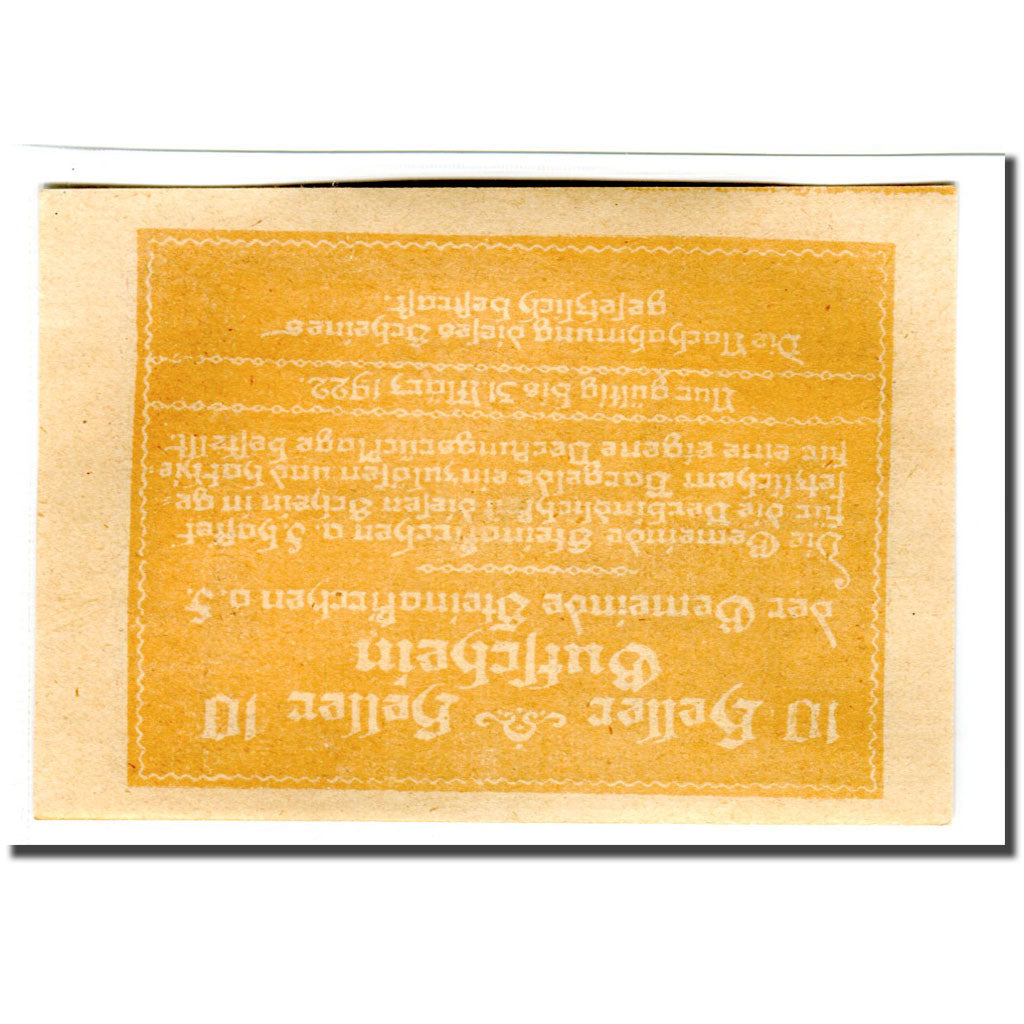 10 Heller Heller 10
Gutschein
der Gemeinde Steinakirchen a. F.
Die Gemeinde Steinakirchen a. F. haftet
für die Verbindlichk. diesen Schein in ge-
setzlichem Bargelde einzulösen und hat hie-
für eine eigene Deckungsrücklage bestellt.
Nur gültig bis 31. März 1922.
Die Nachahmung dieses Scheines
gesetzlich bestraft.